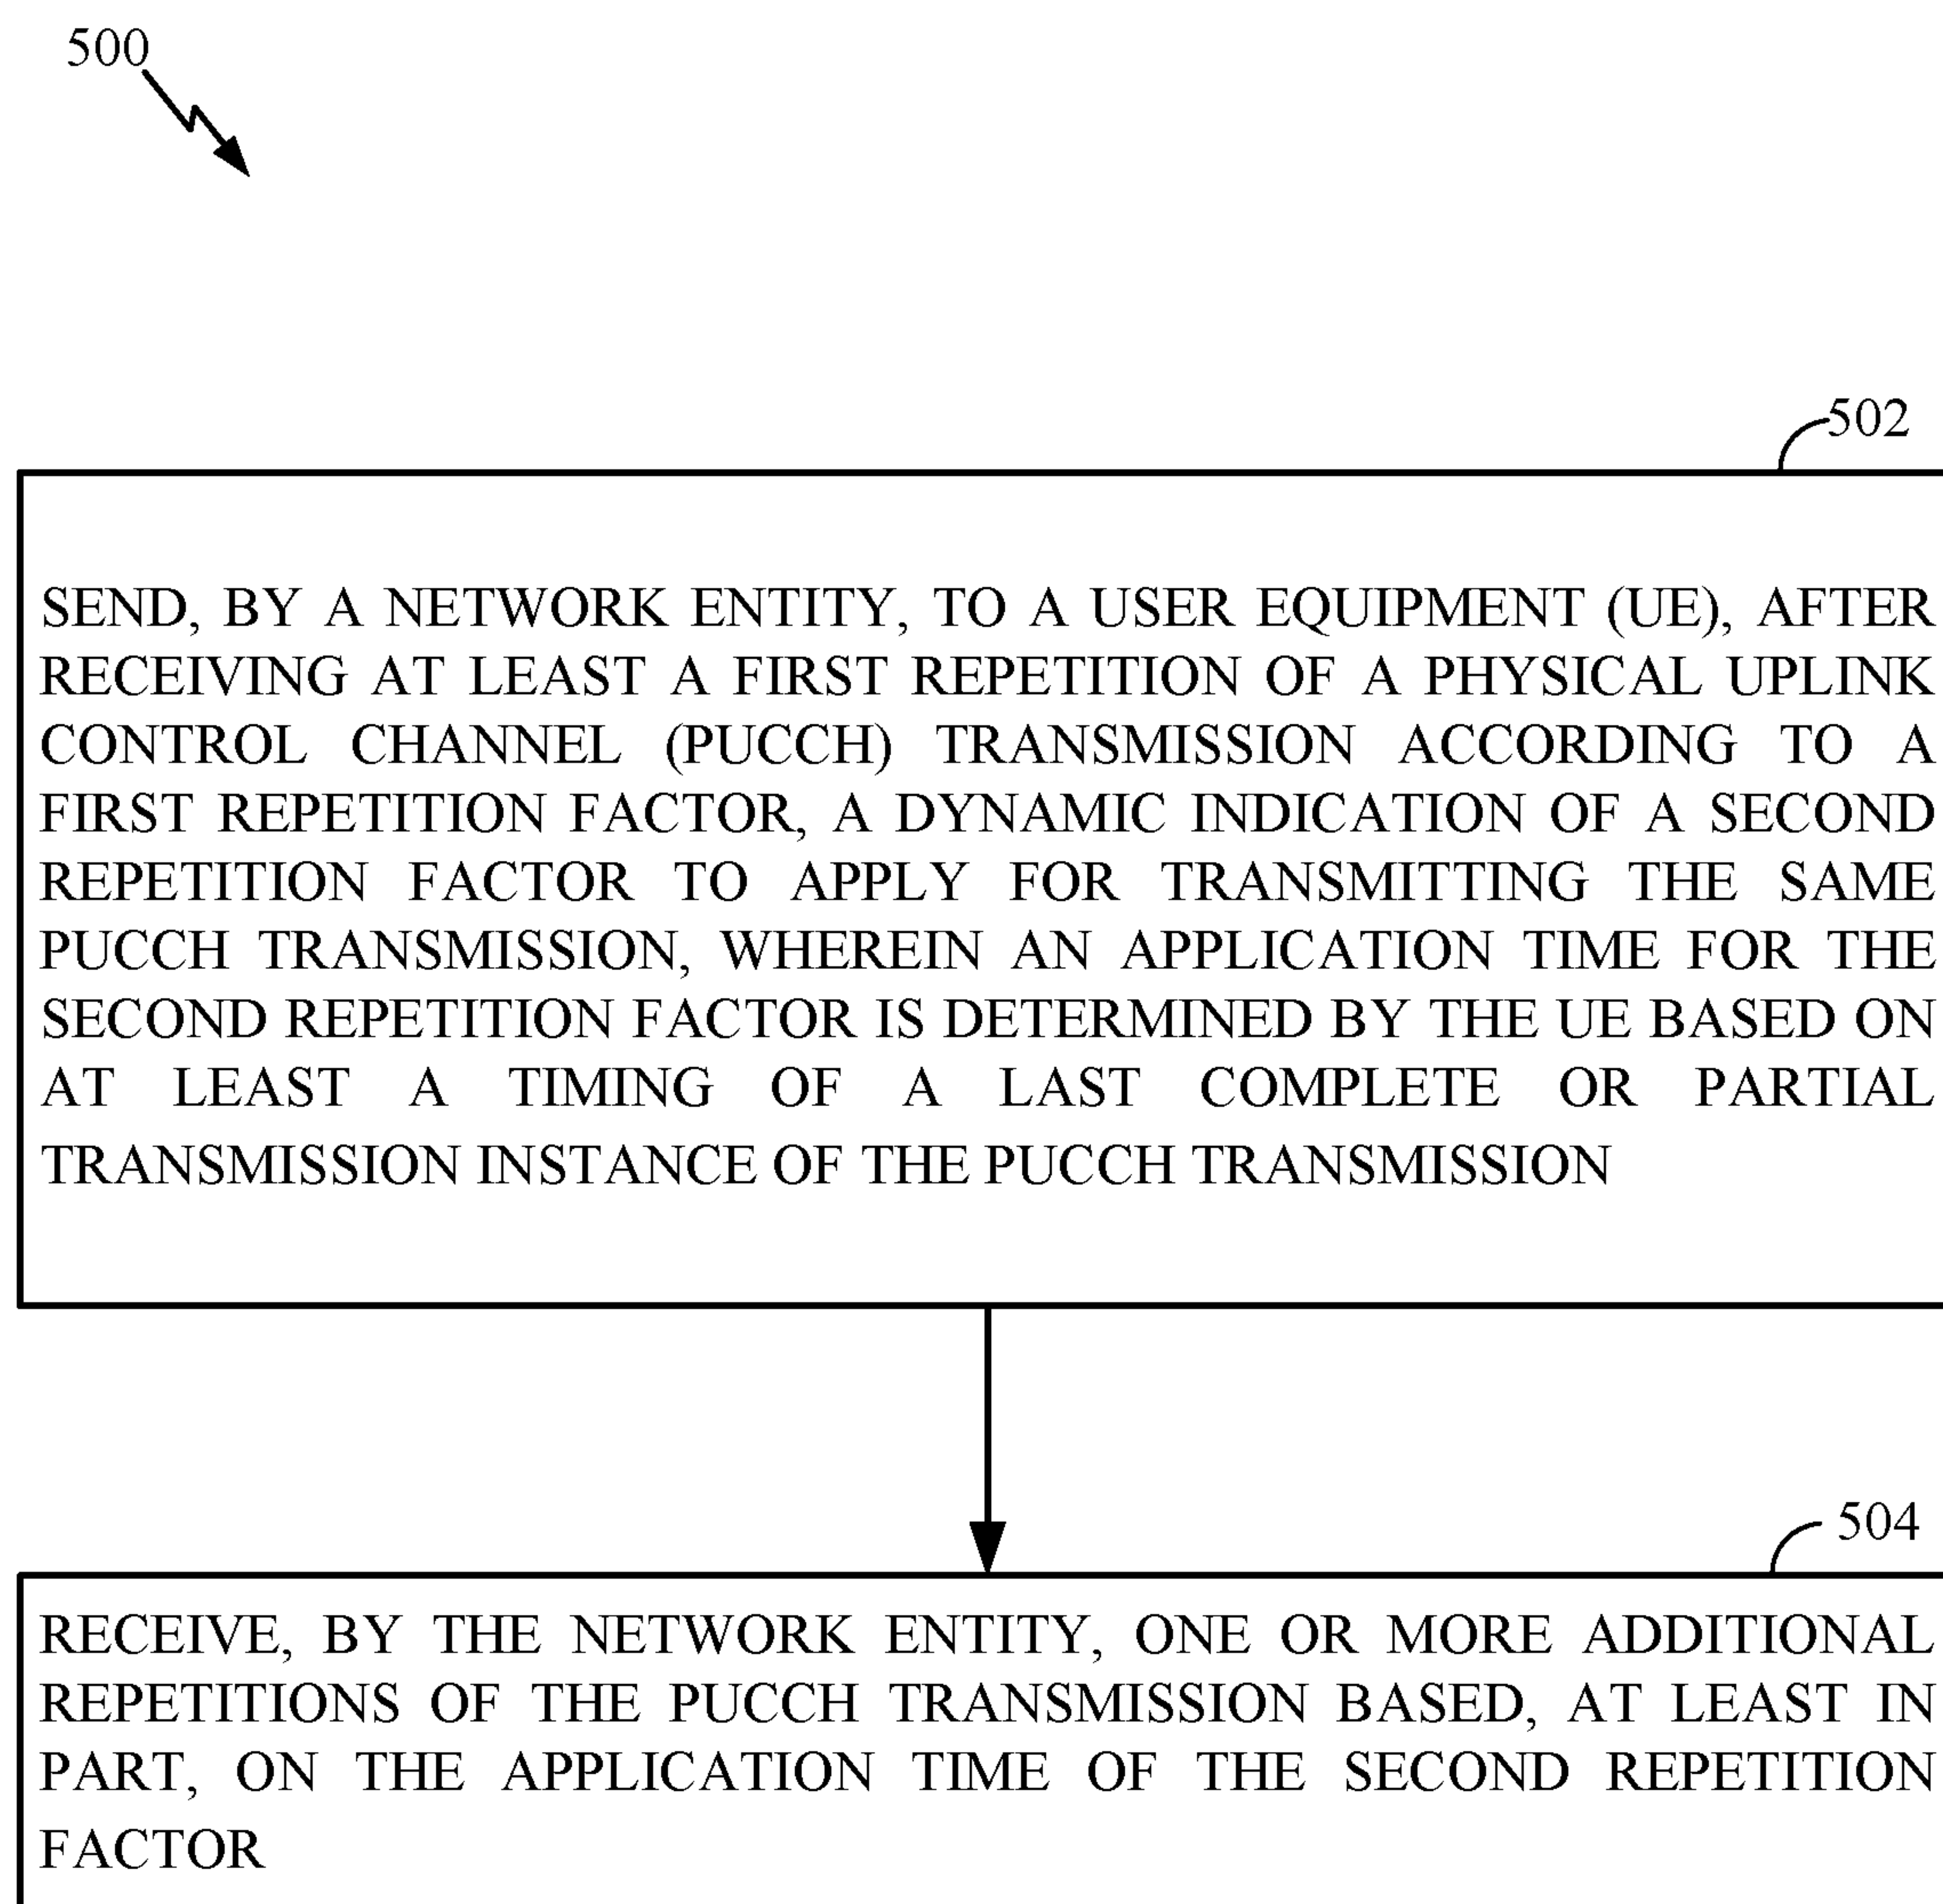 500
502
SEND, BY A NETWORK ENTITY, TO A USER EQUIPMENT (UE), AFTER
RECEIVING AT LEAST A FIRST REPETITION OF A PHYSICAL UPLINK
CONTROL CHANNEL (PUCCH) TRANSMISSION ACCORDING TO A
FIRST REPETITION FACTOR, A DYNAMIC INDICATION OF A SECOND
REPETITION FACTOR TO APPLY FOR TRANSMITTING THE SAME
PUCCH TRANSMISSION, WHEREIN AN APPLICATION TIME FOR THE
SECOND REPETITION FACTOR IS DETERMINED BY THE UE BASED ON
AT LEAST A TIMING OF A LAST COMPLETE OR PARTIAL
TRANSMISSION INSTANCE OF THE PUCCH TRANSMISSION
504
RECEIVE, BY THE NETWORK ENTITY, ONE OR MORE ADDITIONAL
REPETITIONS OF THE PUCCH TRANSMISSION BASED, AT LEAST IN
PART, ON THE APPLICATION TIME OF THE SECOND REPETITION
FACTOR